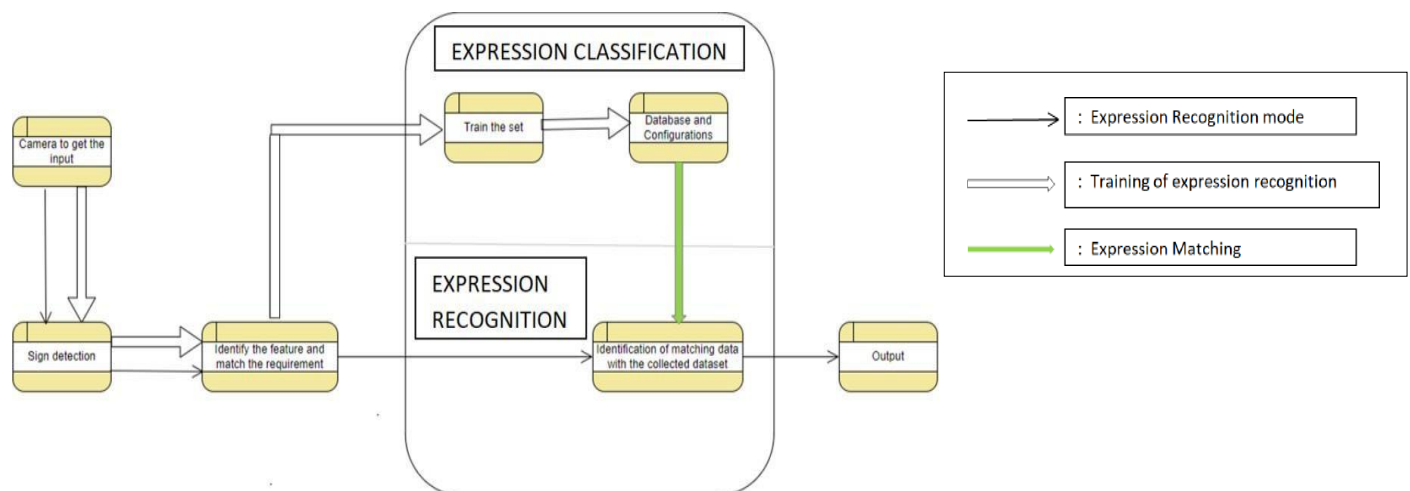 EXPRESSION CLASSIFICATION
Camera to get the
input
Train the set
Database and
Configurations
: Expression Recognition mode
: Training of expression recognition
: Expression Matching
EXPRESSION
RECOGNITION
Sign detection
Identify the feature and
match the requirement
Identification of matching data
with the collected dataset
Output